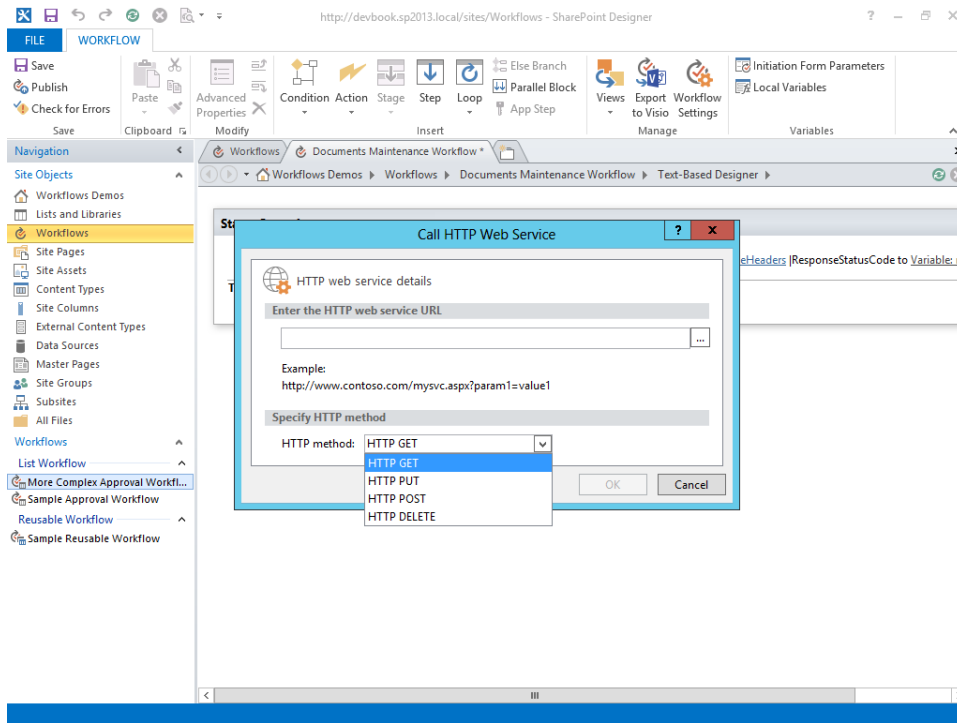 http://devbook.sp2013.local/sites/Workflows - SharePoint Designer
FILE
WORKFLOW
Save
Publish
Check for Errors
Save
Paste
Clipboard
Advanced Properties
Modify
Condition
Action
Stage
Step
Loop
Else Branch
Parallel Block
App Step
Insert
Views
Export to Visio
Workflow Settings
Manage
Initiation Form Parameters
Local Variables
Variables
Navigation
Workflows
Documents Maintenance Workflow *
Site Objects
Workflows Demos
Workflows
Documents Maintenance Workflow
Text-Based Designer
Workflows Demos
Lists and Libraries
Workflows
Site Pages
Site Assets
Content Types
Site Columns
External Content Types
Data Sources
Master Pages
Site Groups
Subsites
All Files
Workflows
List Workflow
More Complex Approval Workfl...
Sample Approval Workflow
Reusable Workflow
Sample Reusable Workflow
eHeaders |ResponseStatusCode to Variable:
Call HTTP Web Service
? x
HTTP web service details
Enter the HTTP web service URL
...
Example:
http://www.contoso.com/mysvc.aspx?param1=value1
Specify HTTP method
HTTP method: HTTP GET
HTTP GET
HTTP PUT
HTTP POST
HTTP DELETE
OK
Cancel